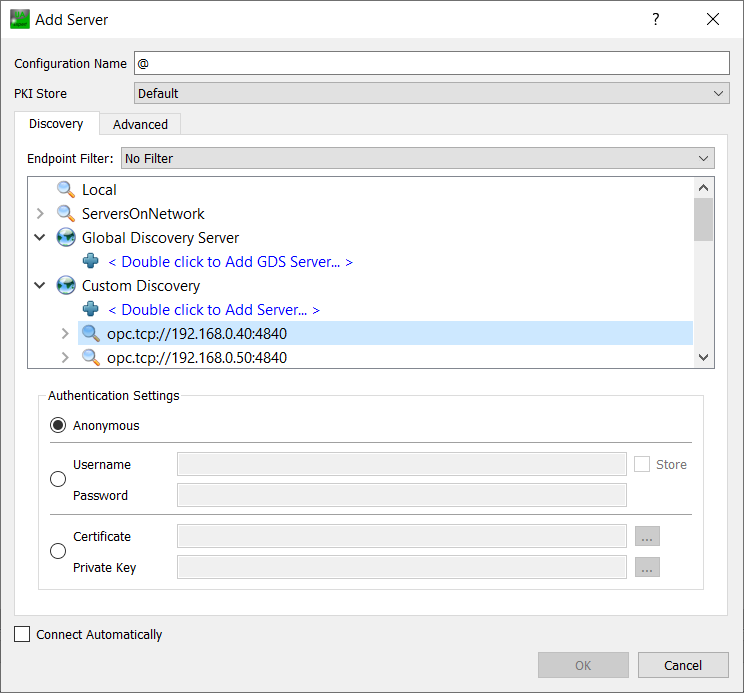 Add Server
?
Configuration Name @
PKI Store Default
Discovery Advanced
Endpoint Filter: No Filter
Local
ServersOnNetwork
Global Discovery Server
< Double click to Add GDS Server... >
Custom Discovery
< Double click to Add Server... >
opc.tcp://192.168.0.40:4840
opc.tcp://192.168.0.50:4840
Authentication Settings
Anonymous
Username Store
Password
Certificate ...
Private Key ...
Connect Automatically
OK Cancel